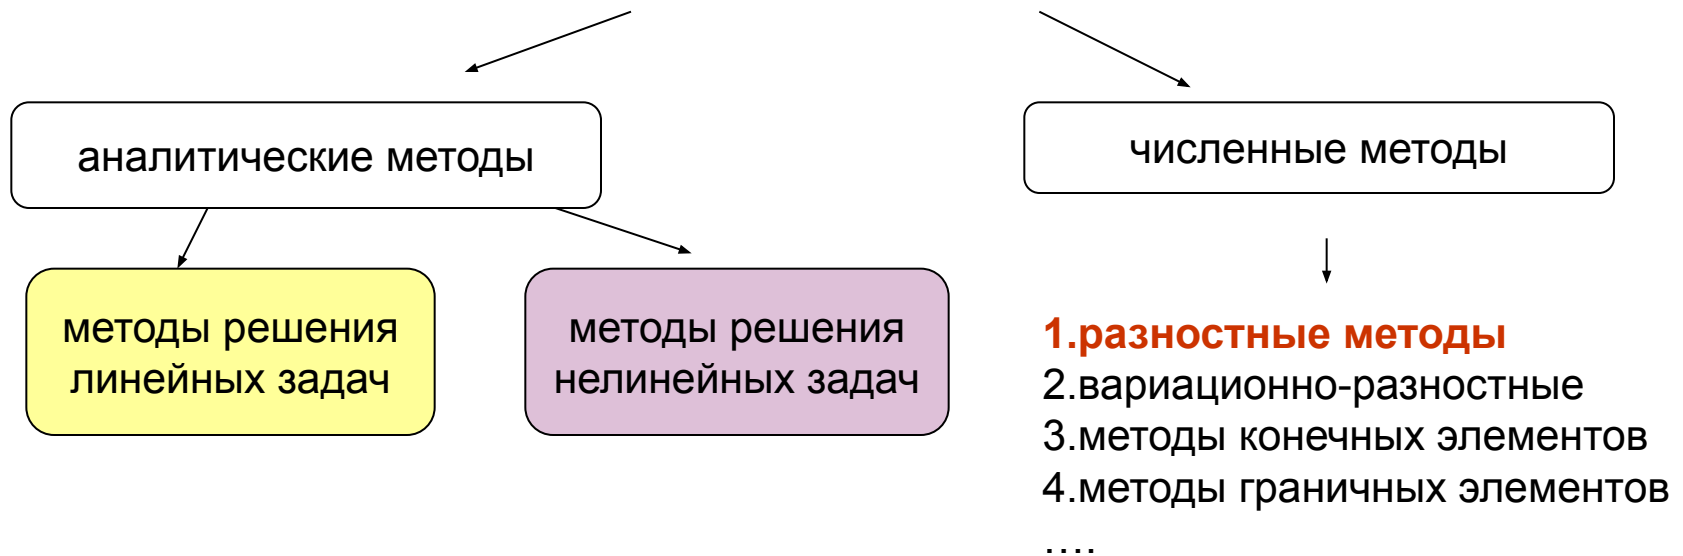 аналитические методы
численные методы
методы решения
линейных задач
методы решения
нелинейных задач
1.разностные методы
2.вариационно-разностные
3.методы конечных элементов
4.методы граничных элементов
....